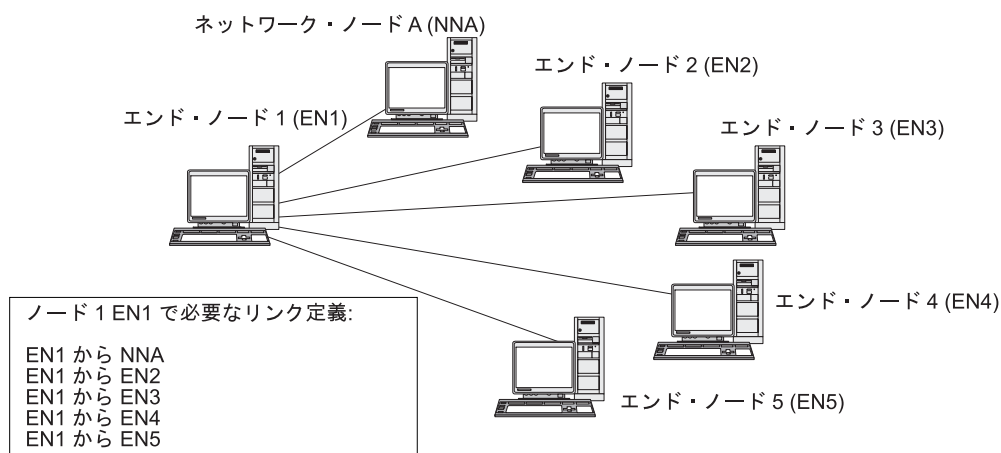 ネットワーク・ノード A (NNA)
エンド・ノード 2 (EN2)
エンド・ノード 1 (EN1)
エンド・ノード 3 (EN3)
エンド・ノード 4 (EN4)
エンド・ノード 5 (EN5)
ノード 1 EN1 で必要なリンク定義:
EN1 から NNA
EN1 から EN2
EN1 から EN3
EN1 から EN4
EN1 から EN5